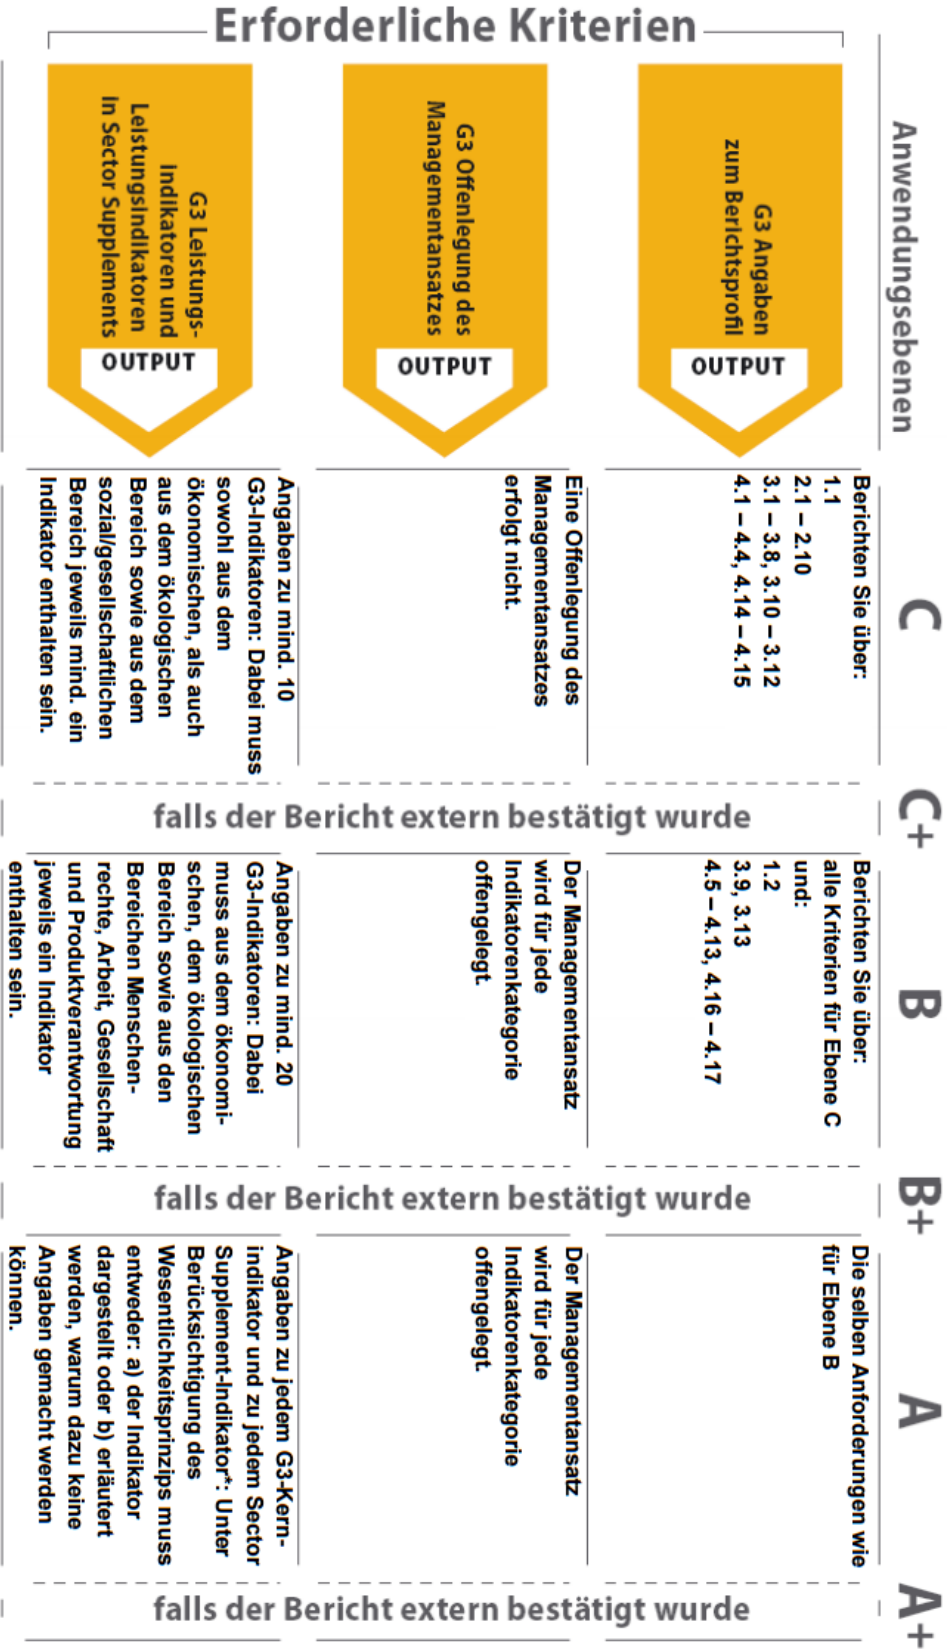 Anwendungsebenen
C
C+
B
B+
A
A+
Erforderliche Kriterien
G3 Angaben
zum Berichtsprofil
OUTPUT
Berichten Sie über:
1.1
2.1 – 2.10
3.1 – 3.8, 3.10 – 3.12
4.1 – 4.4, 4.14 – 4.15
Berichten Sie über:
alle Kriterien für Ebene C
und:
1.2
3.9, 3.13
4.5 – 4.13, 4.16 – 4.17
Die selben Anforderungen wie
für Ebene B
G3 Offenlegung des
Managementansatzes
OUTPUT
Eine Offenlegung des
Managementansatzes
erfolgt nicht.
Der Managementansatz
wird für jede
Indikatorenkategorie
offengelegt.
Der Managementansatz
wird für jede
Indikatorenkategorie
offengelegt.
G3 Leistungs-
indikatoren und
Leistungsindikatoren
in Sector Supplements
OUTPUT
Angaben zu mind. 10
G3-Indikatoren: Dabei muss
sowohl aus dem
ökonomischen, als auch
aus dem ökologischen
Bereich sowie aus dem
sozial/gesellschaftlichen
Bereich jeweils mind. ein
Indikator enthalten sein.
Angaben zu mind. 20
G3-Indikatoren: Dabei
muss aus dem ökonomi-
schen, dem ökologischen
Bereich sowie aus den
Bereichen Menschen-
rechte, Arbeit, Gesellschaft
und Produktverantwortung
jeweils ein Indikator
enthalten sein.
Angaben zu jedem G3-Kern-
indikator und zu jedem Sector
Supplement-Indikator*: Unter
Berücksichtigung des
Wesentlichkeitsprinzips muss
entweder: a) der Indikator
dargestellt oder b) erläutert
werden, warum dazu keine
Angaben gemacht werden
können.
falls der Bericht extern bestätigt wurde
falls der Bericht extern bestätigt wurde
falls der Bericht extern bestätigt wurde